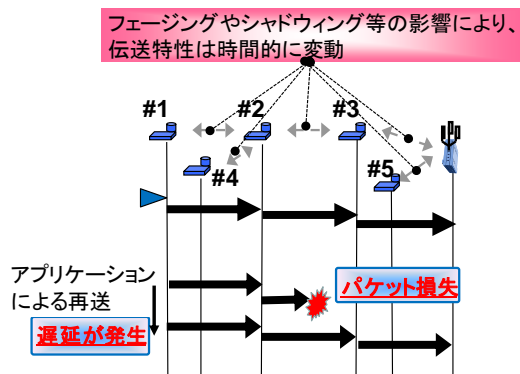 フェージングやシャドウィング等の影響により、
伝送特性は時間的に変動
#1
#2
#3
#4
#5
アプリケーション
による再送
パケット損失
遅延が発生